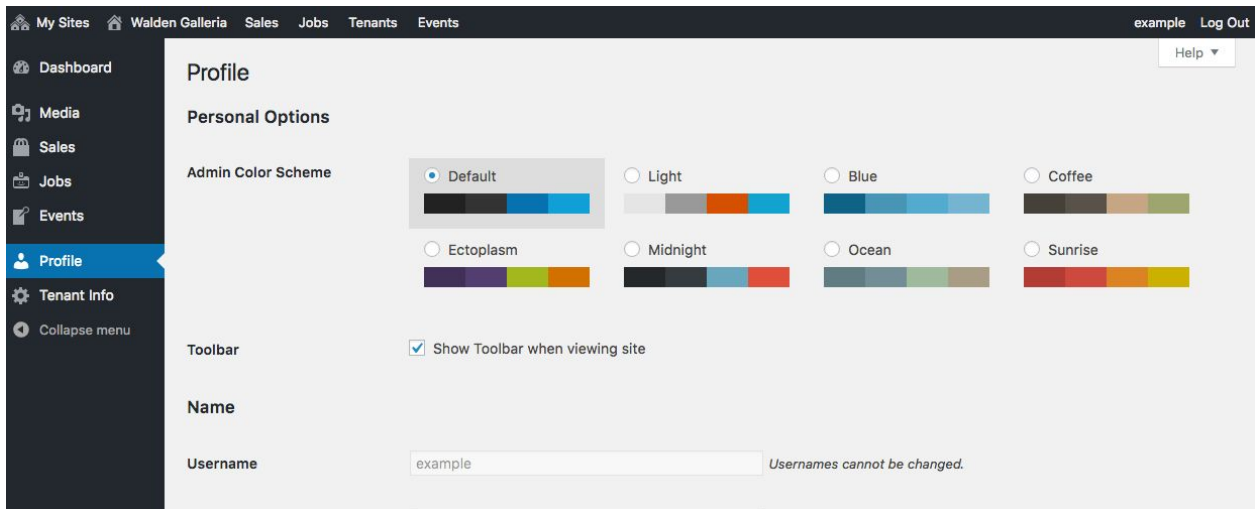 My Sites Walden Galleria Sales Jobs Tenants Events example Log Out
Help ▼
Dashboard
Media
Sales
Jobs
Events
Profile
Tenant Info
Collapse menu
Profile
Personal Options
Admin Color Scheme
Default Light Blue Coffee
Ectoplasm Midnight Ocean Sunrise
Toolbar Show Toolbar when viewing site
Name
Username example Usernames cannot be changed.